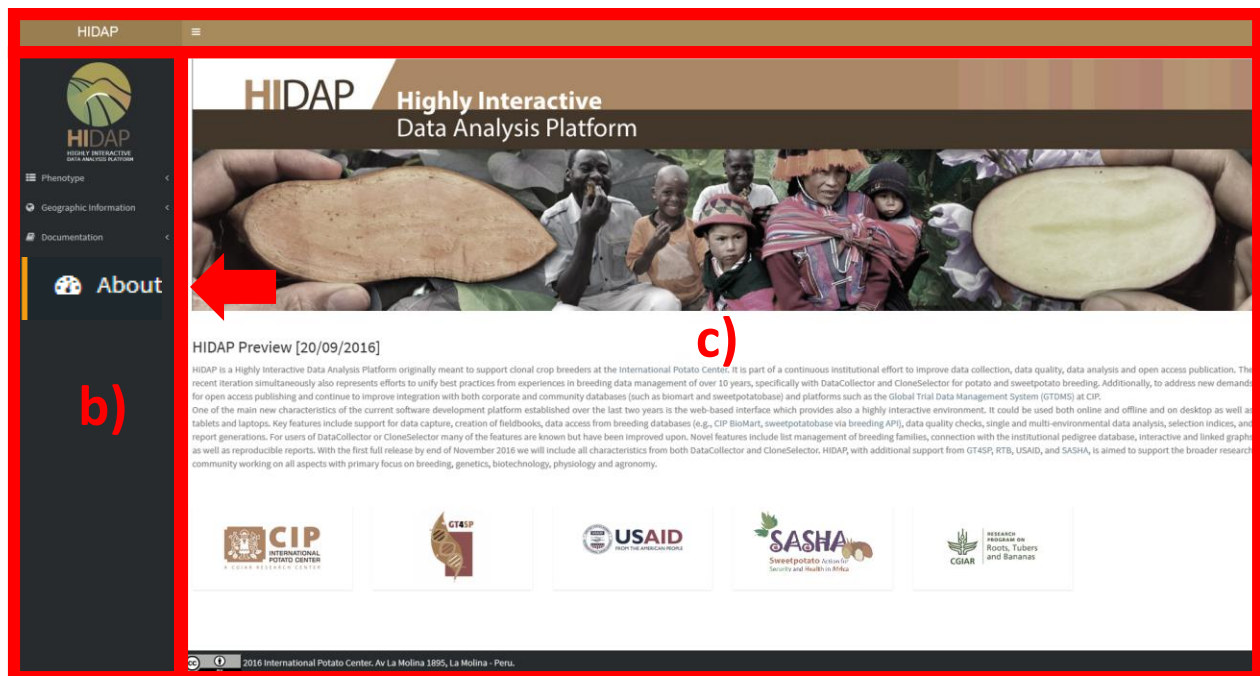 HIDAP
HIDAP
HIGHLY INTERACTIVE
DATA ANALYSIS PLATFORM
Phenotype
Geographic Information
Documentation
About
b)
HIDAP
Highly Interactive
Data Analysis Platform
c)
HIDAP Preview [20/09/2016]
HiDAP is a Highly Interactive Data Analysis Platform originally meant to support clonal crop breeders at the International Potato Center. It is part of a continuous institutional effort to improve data collection, data quality, data analysis and open access publication. The
recent iteration simultaneously also represents efforts to unify best practices from experiences in breeding data management of over 10 years, specifically with DataCollector and CloneSelector for potato and sweetpotato breeding. Additionally, to address new demands
for open access publishing and continue to improve integration with both corporate and community databases (such as biomart and sweetpotatobase) and platforms such as the Global Trial Data Management System (GTDMS) at CIP.
One of the main new characteristics of the current software development platform established over the last two years is the web-based interface which provides also a highly interactive environment. It could be used both online and offline and on desktop as well as
tablets and laptops. Key features include support for data capture, creation of fieldbooks, data access from breeding databases (e.g., CIP BioMart, sweetpotatobase via breeding API), data quality checks, single and multi-environmental data analysis, selection indices, and
report generations. For users of DataCollector or CloneSelector many of the features are known but have been improved upon. Novel features include list management of breeding families, connection with the institutional pedigree database, interactive and linked graphs
as well as reproducible reports. With the first full release by end of November 2016 we will include all characteristics from both DataCollector and CloneSelector. HIDAP, with additional support from GT4SP, RTB, USAID, and SASHA, is aimed to support the broader research
community working on all aspects with primary focus on breeding, genetics, biotechnology, physiology and agronomy.
CIP
INTERNATIONAL
POTATO CENTER
A CGIAR RESEARCH CENTER
GT4SP
USAID
FROM THE AMERICAN PEOPLE
SASHA
Sweetpotato Action for
Security and Health in Africa
CGIAR
RESEARCH
PROGRAM ON
Roots, Tubers
and Bananas
cc
2016 International Potato Center. Av La Molina 1895, La Molina - Peru.